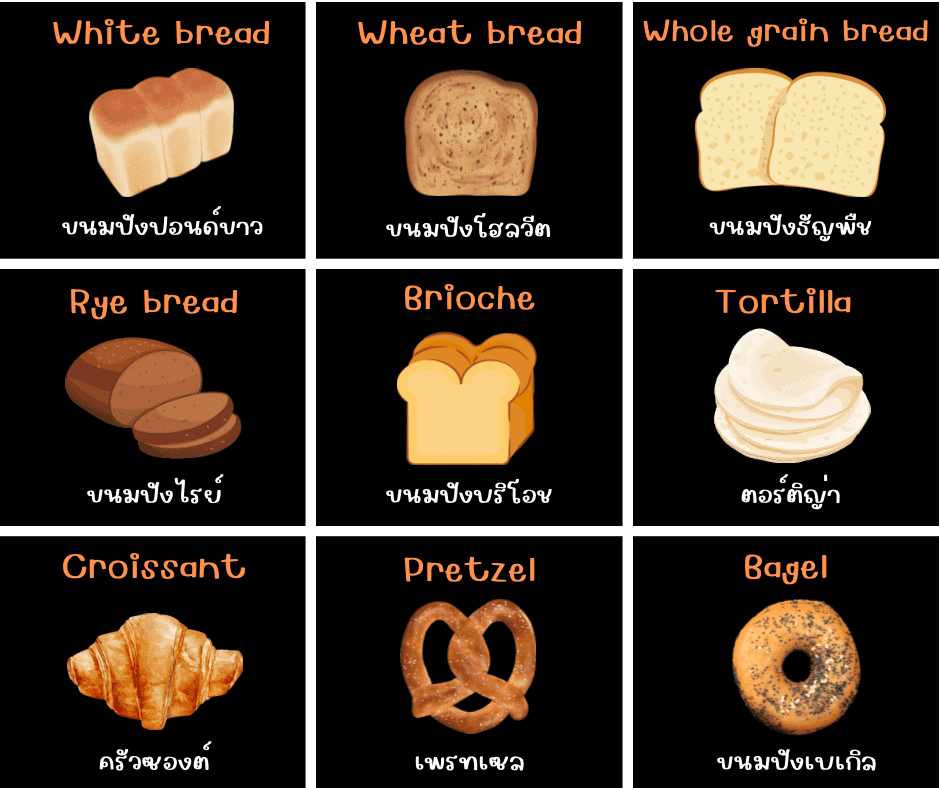 White bread
ขนมปังปอนด์ขาว
Wheat bread
ขนมปังโฮลวีต
Whole grain bread
ขนมปังธัญพืช
Rye bread
ขนมปังไรย์
Brioche
ขนมปังบริโอช
Tortilla
ตอร์ติญ่า
Croissant
ครัวซองต์
Pretzel
เพรทเซล
Bagel
ขนมปังเบเกิล